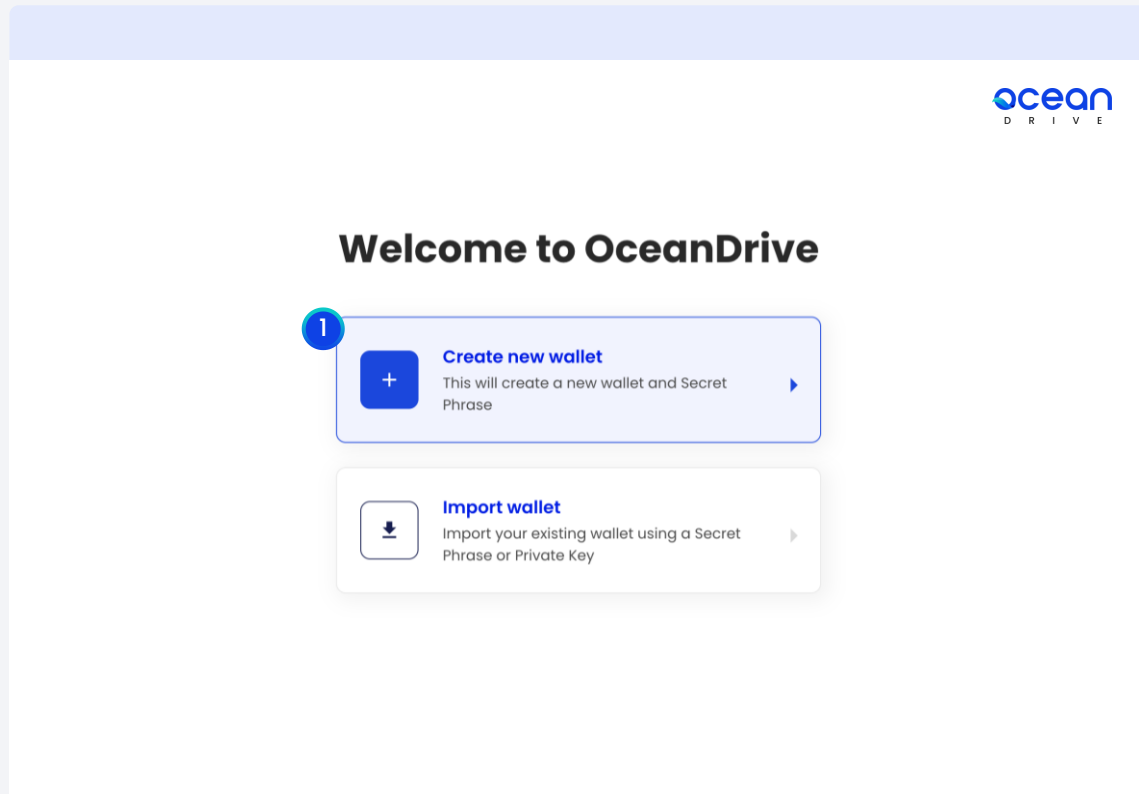 ocean
DRIVE
Welcome to OceanDrive
1
Create new wallet
This will create a new wallet and Secret
Phrase
Import wallet
Import your existing wallet using a Secret
Phrase or Private Key